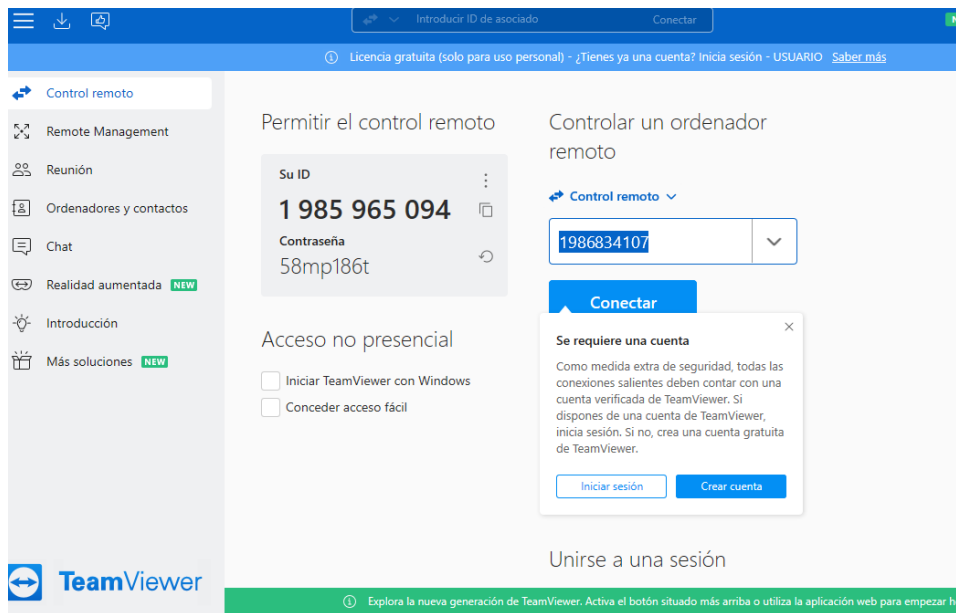 Introducir ID de asociado
Conectar
Licencia gratuita (solo para uso personal) - ¿Tienes ya una cuenta? Inicia sesión - USUARIO Saber más
Control remoto
Remote Management
Reunión
Ordenadores y contactos
Chat
Realidad aumentada NEW
Introducción
Más soluciones NEW
TeamViewer
Permitir el control remoto
Su ID
1 985 965 094
Contraseña
58mp186t
Acceso no presencial
Iniciar TeamViewer con Windows
Conceder acceso fácil
Controlar un ordenador
remoto
Control remoto
1986834107
Conectar
Se requiere una cuenta
Como medida extra de seguridad, todas las
conexiones salientes deben contar con una
cuenta verificada de TeamViewer. Si
dispones de una cuenta de TeamViewer,
inicia sesión. Si no, crea una cuenta gratuita
de TeamViewer.
Iniciar sesión
Crear cuenta
Unirse a una sesión
Explora la nueva generación de TeamViewer. Activa el botón situado más arriba o utiliza la aplicación web para empezar